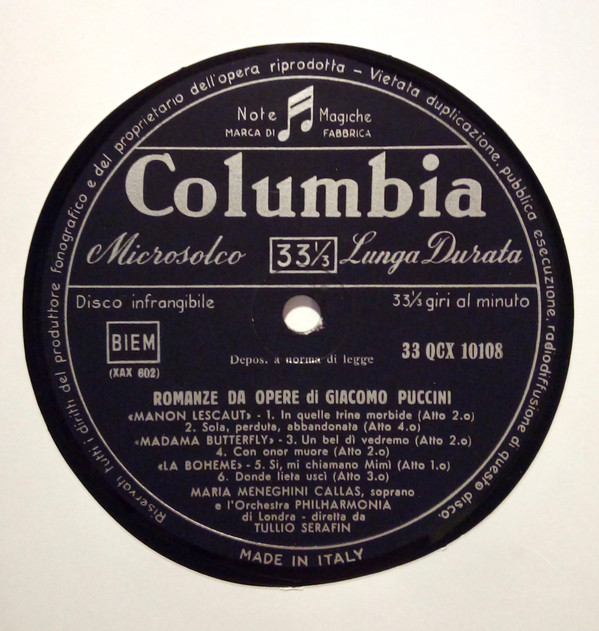 Riservati tutti i diritti del produttore fonografico e del proprietario dell'opera riprodotta – Vietata duplicazione, pubblica esecuzione, radiodiffusione di questo disco.
Note Magiche
MARCA DI FABBRICA
Columbia
Microsolco 33⅓ Lunga Durata
Disco infrangibile 33⅓ giri al minuto
BIEM
(XAX 602)
33 QCX 10108
Depos. a norma di legge
ROMANZE DA OPERE di GIACOMO PUCCINI
«MANON LESCAUT» - 1. In quelle trine morbide (Atto 2.o)
2. Sola, perduta, abbandonata (Atto 4.o)
«MADAMA BUTTERFLY» - 3. Un bel dì vedremo (Atto 2.o)
4. Con onor muore (Atto 2.o)
«LA BOHEME» - 5. Si, mi chiamano Mimì (Atto 1.o)
6. Donde lieta uscì (Atto 3.o)
MARIA MENEGHINI CALLAS, soprano
e l'Orchestra PHILHARMONIA
di Londra - diretta da
TULLIO SERAFIN
MADE IN ITALY